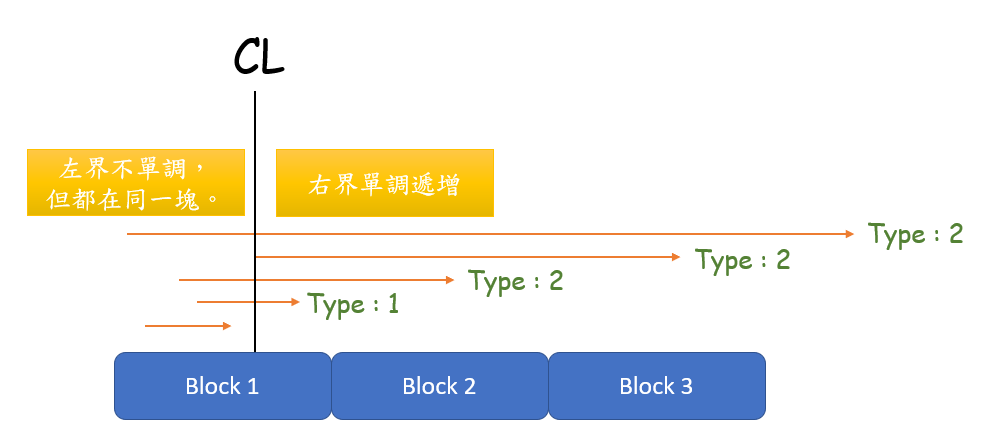 CL
左界不單調，
但都在同一塊。
右界單調遞增
Type : 2
Type : 2
Type : 2
Type : 1
Block 1
Block 2
Block 3